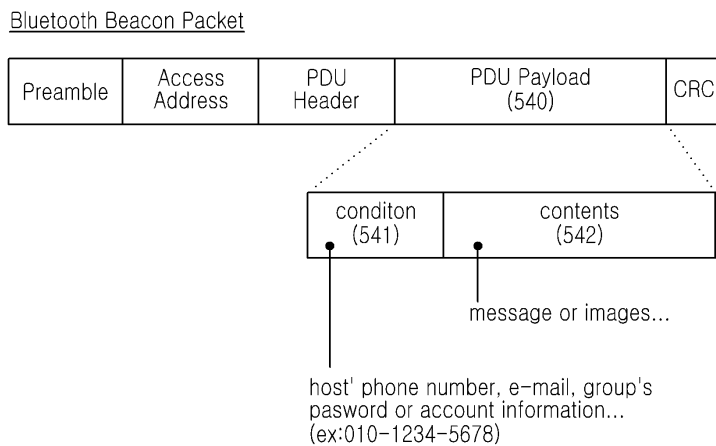 Bluetooth Beacon Packet
Preamble
Access
Address
PDU
Header
PDU Payload
(540)
CRC
conditon
(541)
contents
(542)
message or images...
host' phone number, e-mail, group's
pasword or account information...
(ex:010-1234-5678)